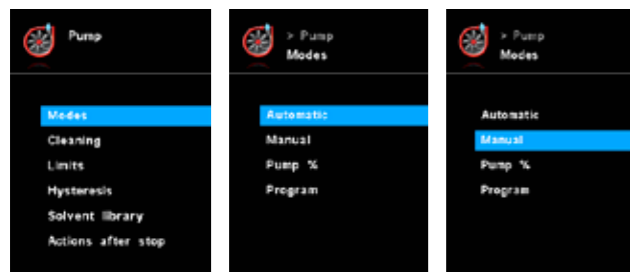 Pump
Modes
Cleaning
Limits
Hysteresis
Solvent library
Actions after stop
> Pump
Modes
Automatic
Manual
Pump %
Program
> Pump
Modes
Automatic
Manual
Pump %
Program